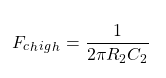 $F_{chigh} = \frac{1}{2\pi R_2 C_2}$